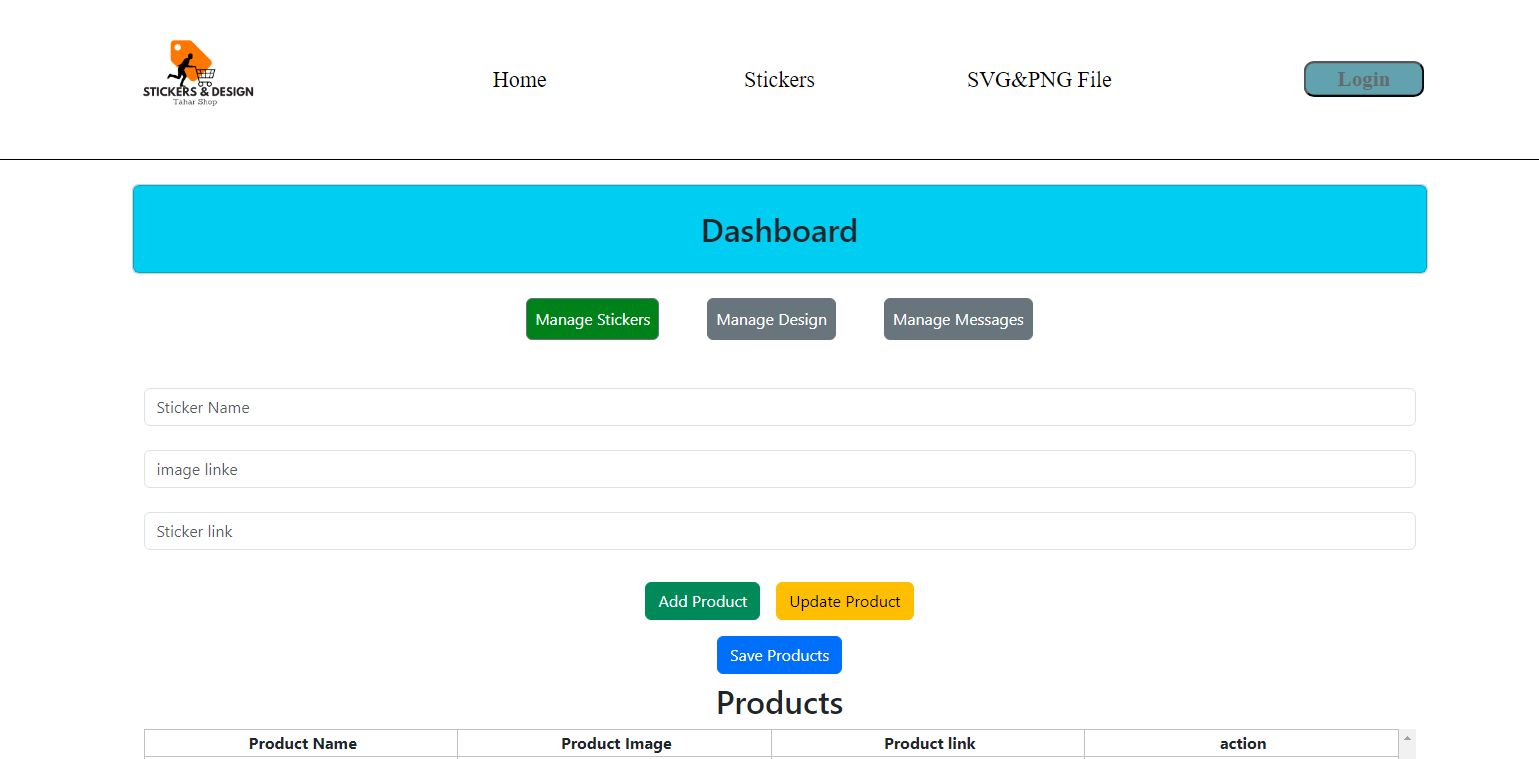 STICKERS & DESIGN
Tahar Shop
Home Stickers SVG&PNG File Login
Dashboard
Manage Stickers Manage Design Manage Messages
Sticker Name
image linke
Sticker link
Add Product Update Product
Save Products
Products
Product Name Product Image Product link action